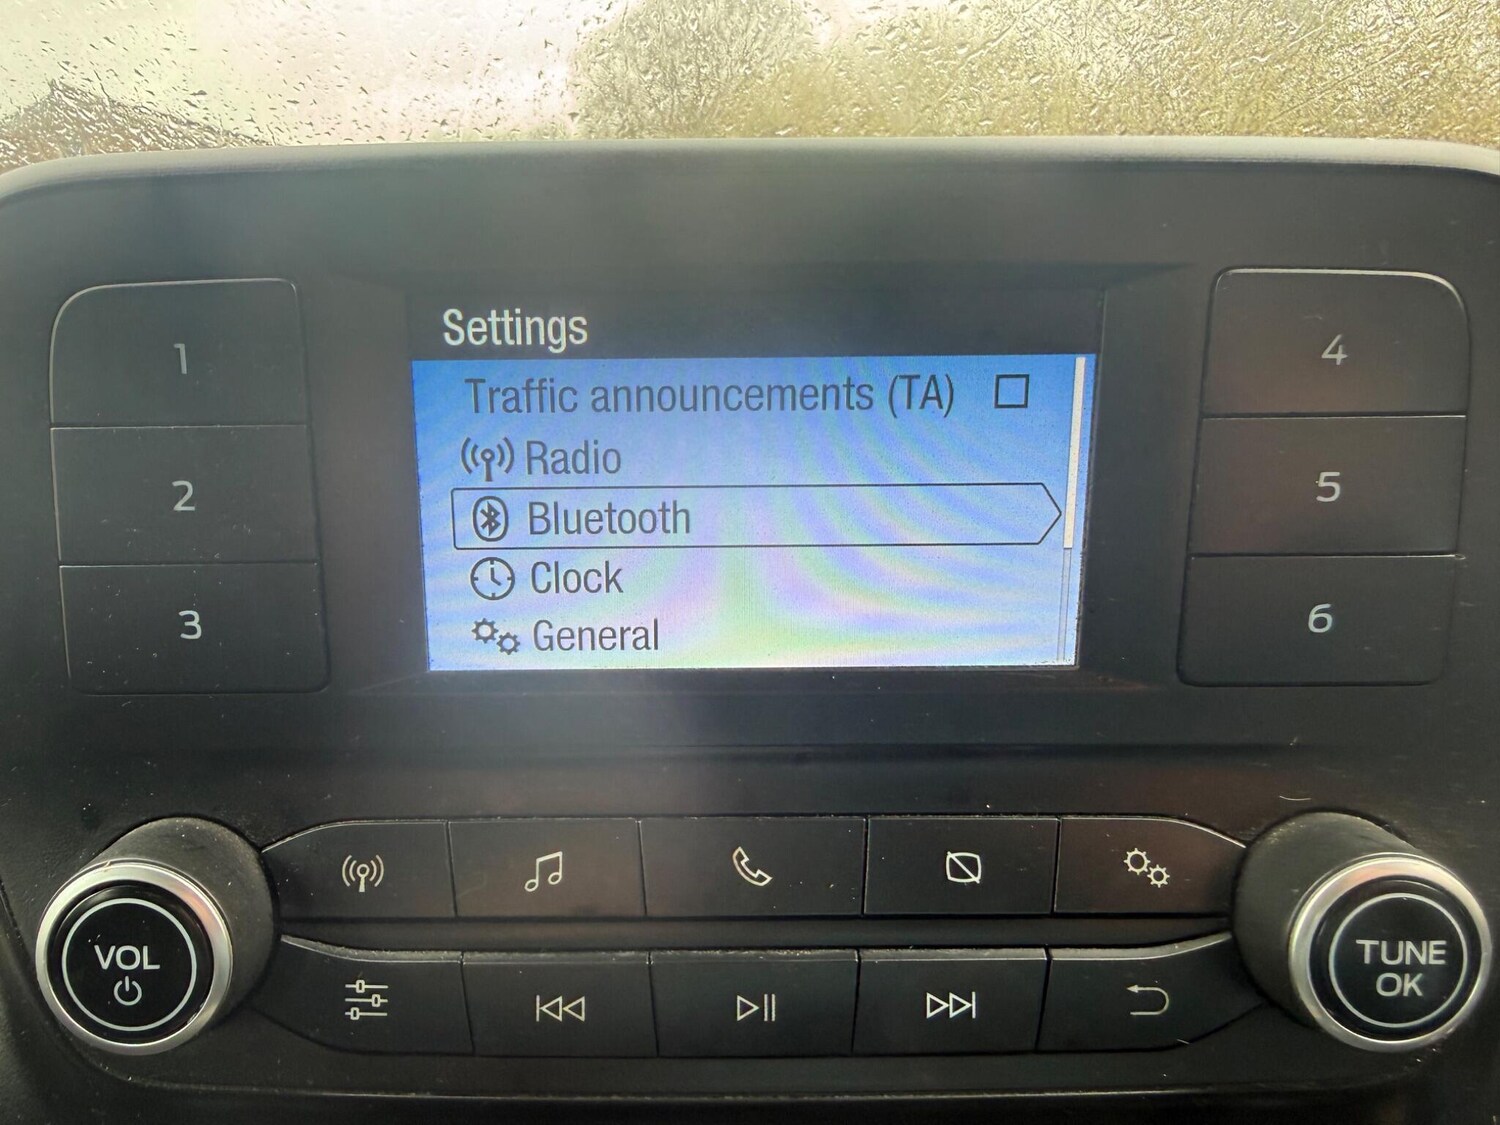 Settings
Traffic announcements (TA)
Radio
Bluetooth
Clock
General
1
2
3
4
5
6
VOL
TUNE
OK